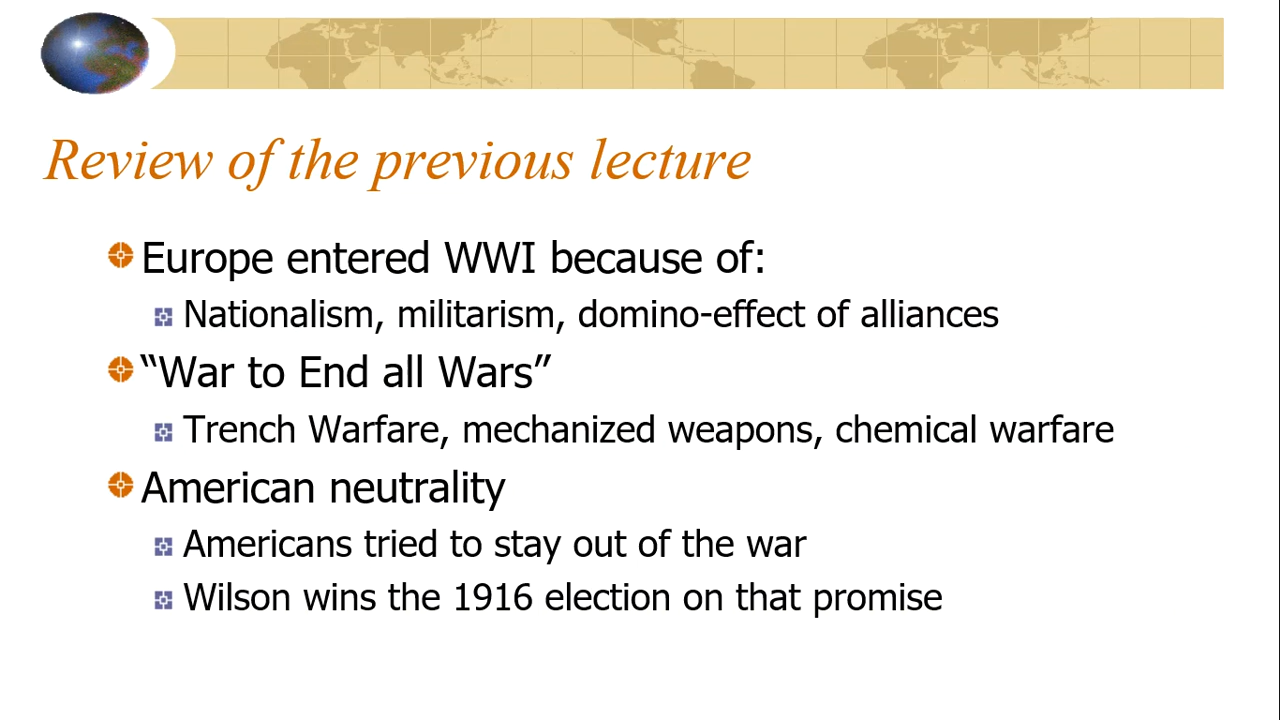 Review of the previous lecture
Europe entered WWI because of:
Nationalism, militarism, domino-effect of alliances
“War to End all Wars”
Trench Warfare, mechanized weapons, chemical warfare
American neutrality
Americans tried to stay out of the war
Wilson wins the 1916 election on that promise